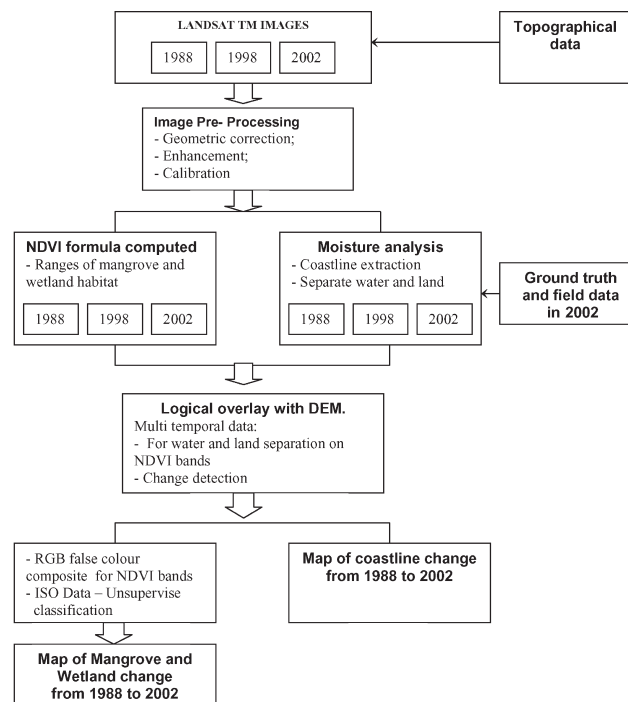 LANDSAT TM IMAGES
1988 1998 2002
Topographical
data
Image Pre- Processing
- Geometric correction;
- Enhancement;
- Calibration
NDVI formula computed
- Ranges of mangrove and
wetland habitat
1988 1998 2002
Moisture analysis
- Coastline extraction
- Separate water and land
1988 1998 2002
Ground truth
and field data
in 2002
Logical overlay with DEM.
Multi temporal data:
- For water and land separation on
NDVI bands
- Change detection
- RGB false colour
composite for NDVI bands
- ISO Data – Unsupervise
classification
Map of coastline change
from 1988 to 2002
Map of Mangrove and
Wetland change
from 1988 to 2002